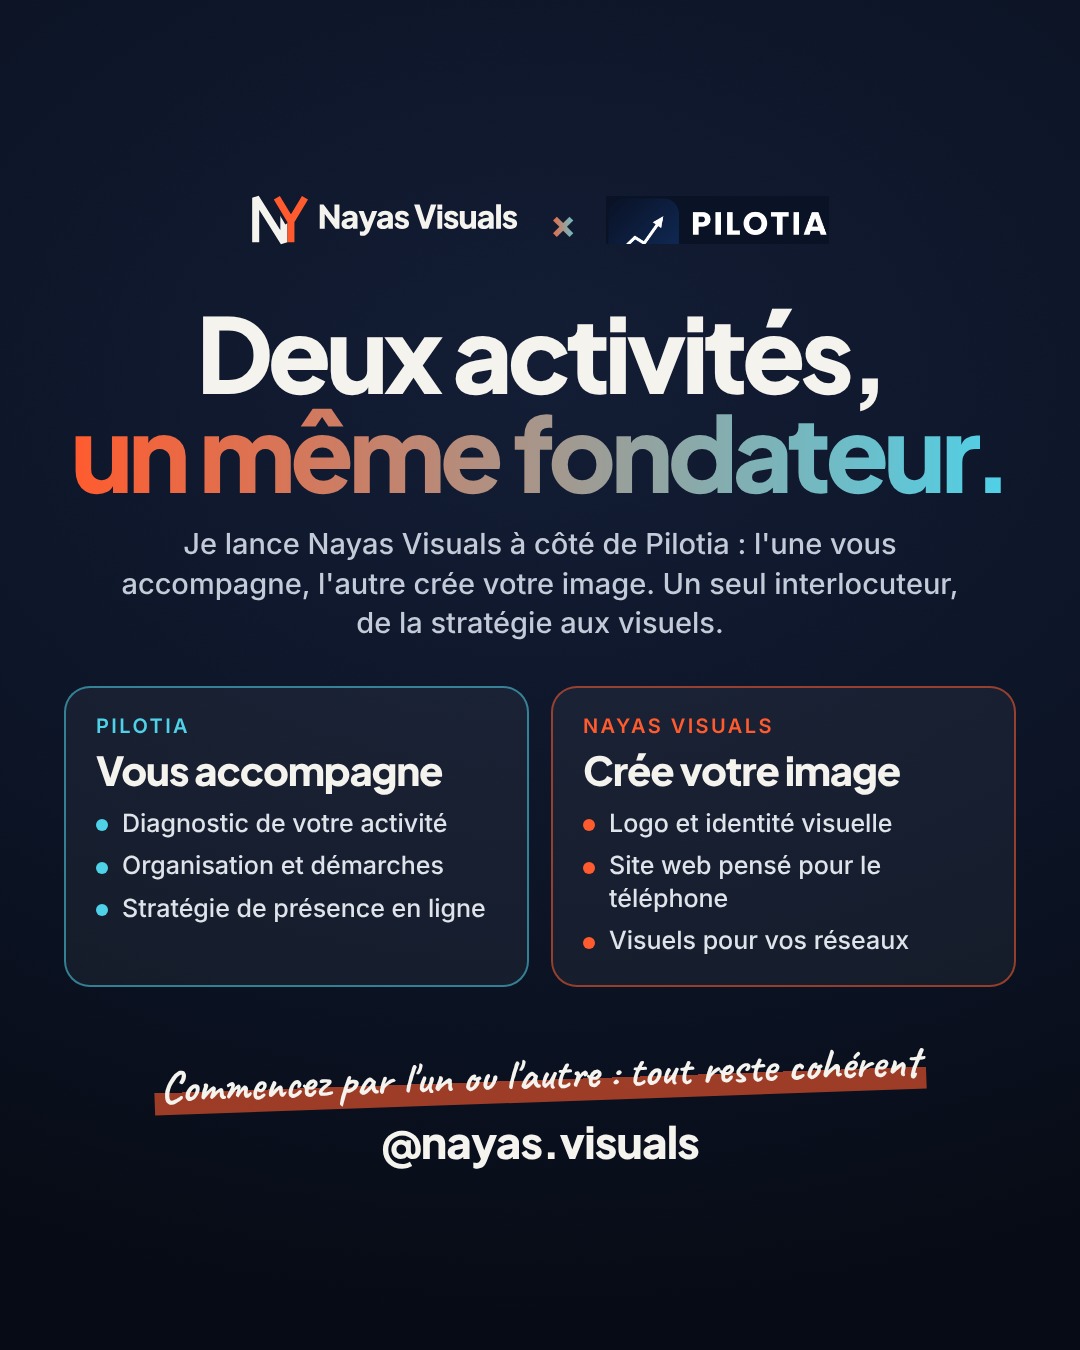 NY Nayas Visuals × PILOTIA
Deux activités,
un même fondateur.
Je lance Nayas Visuals à côté de Pilotia : l'une vous
accompagne, l'autre crée votre image. Un seul interlocuteur,
de la stratégie aux visuels.
PILOTIA
Vous accompagne
Diagnostic de votre activité
Organisation et démarches
Stratégie de présence en ligne
NAYAS VISUALS
Crée votre image
Logo et identité visuelle
Site web pensé pour le
téléphone
Visuels pour vos réseaux
Commencez par l'un ou l'autre : tout reste cohérent
@nayas.visuals